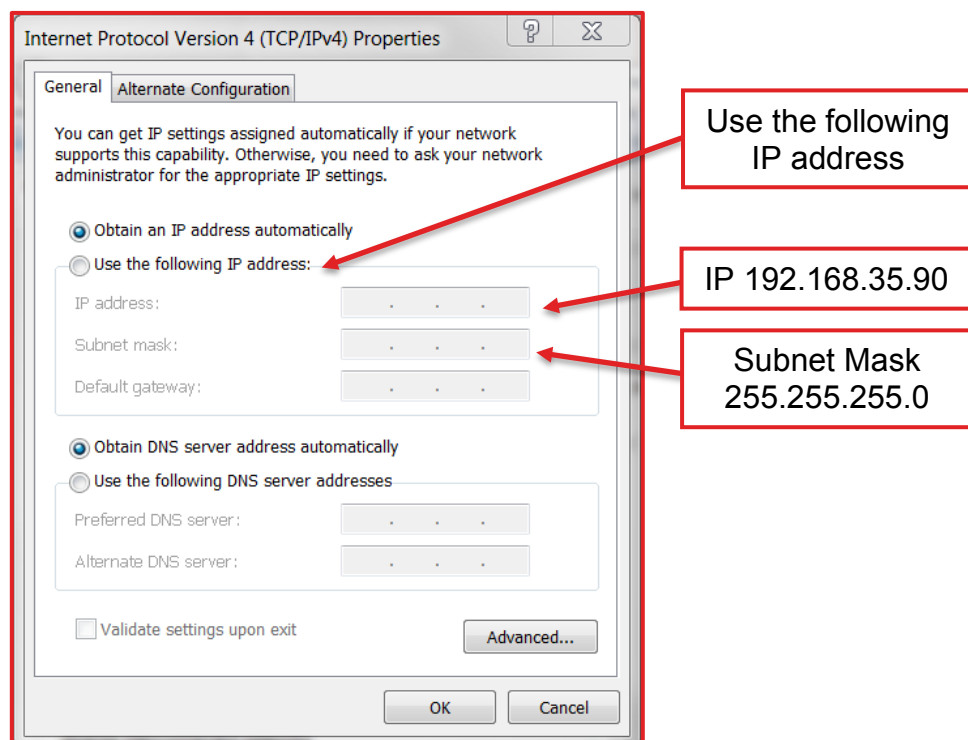 Internet Protocol Version 4 (TCP/IPv4) Properties
General
Alternate Configuration
You can get IP settings assigned automatically if your network
supports this capability. Otherwise, you need to ask your network
administrator for the appropriate IP settings.
Obtain an IP address automatically
Use the following IP address:
IP address:
Subnet mask:
Default gateway:
Obtain DNS server address automatically
Use the following DNS server addresses
Preferred DNS server:
Alternate DNS server:
Validate settings upon exit
Advanced...
OK
Cancel
Use the following
IP address
IP 192.168.35.90
Subnet Mask
255.255.255.0